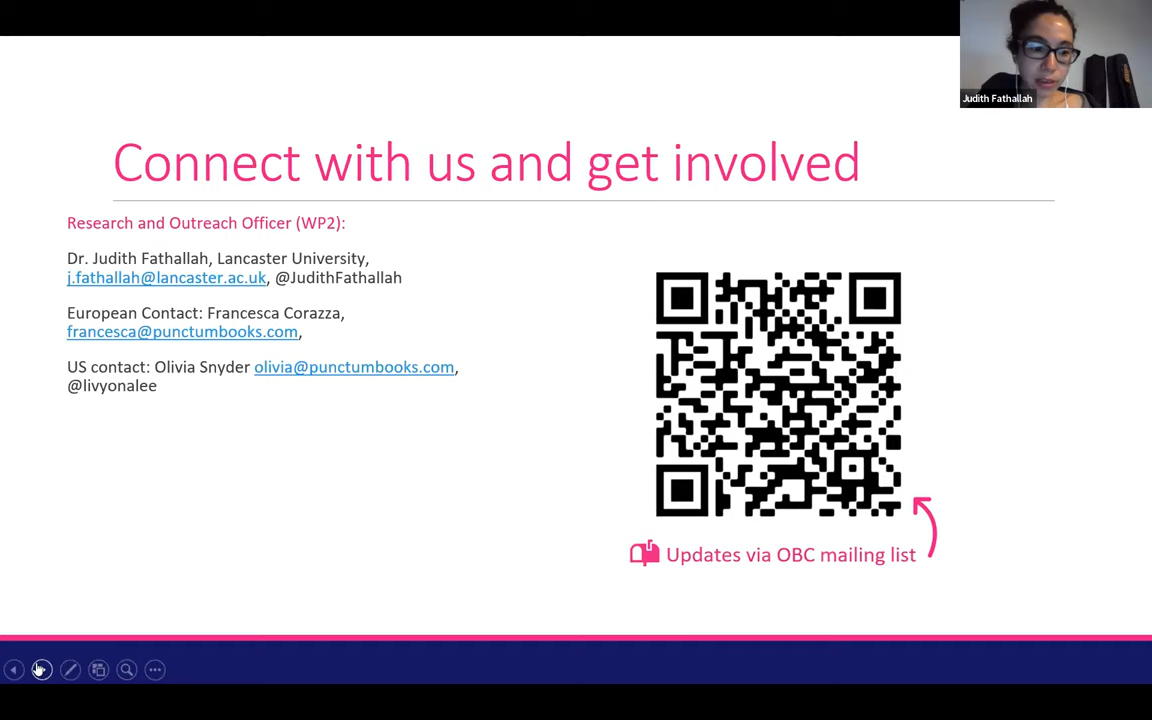 Judith Fathallah
Connect with us and get involved
Research and Outreach Officer (WP2):
Dr. Judith Fathallah, Lancaster University,
j.fathallah@lancaster.ac.uk, @JudithFathallah
European Contact: Francesca Corazza,
francesca@punctumbooks.com,
US contact: Olivia Snyder olivia@punctumbooks.com,
@livyonalee
Updates via OBC mailing list